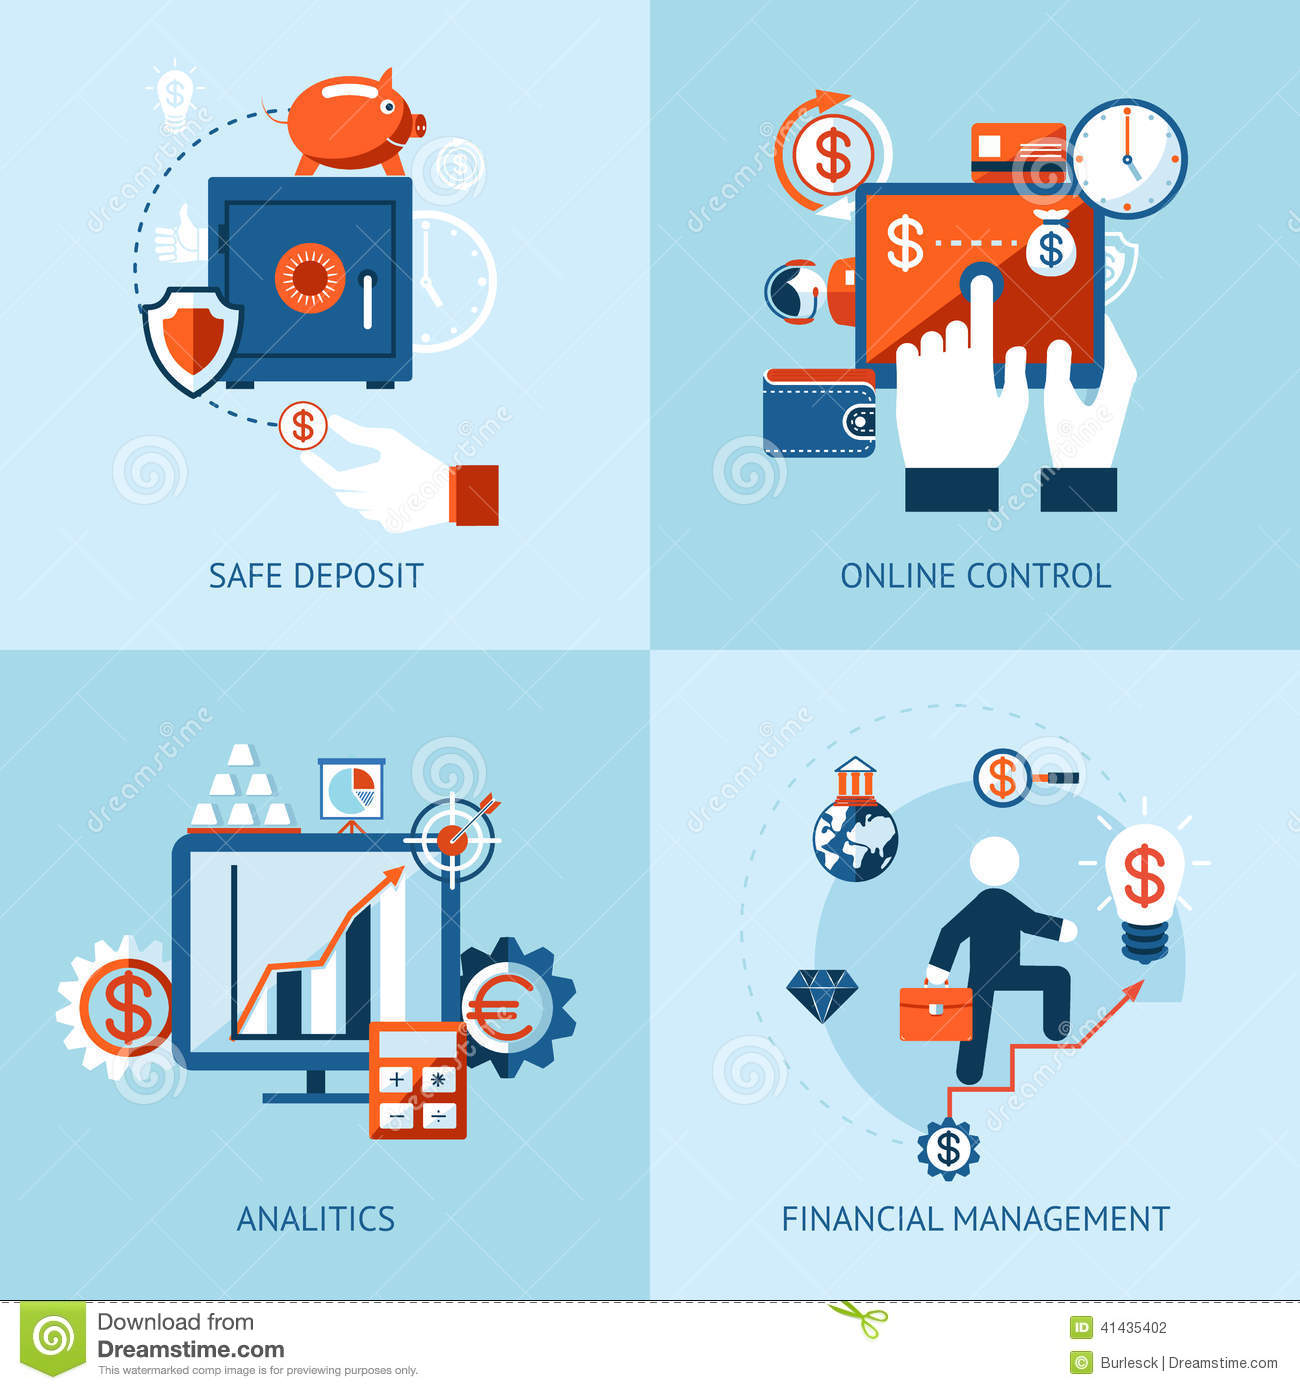 SAFE DEPOSIT
ONLINE CONTROL
ANALITICS
FINANCIAL MANAGEMENT
Download from
Dreamstime.com
This watermarked comp image is for previewing purposes only.
ID 41435402
© Burlesck | Dreamstime.com